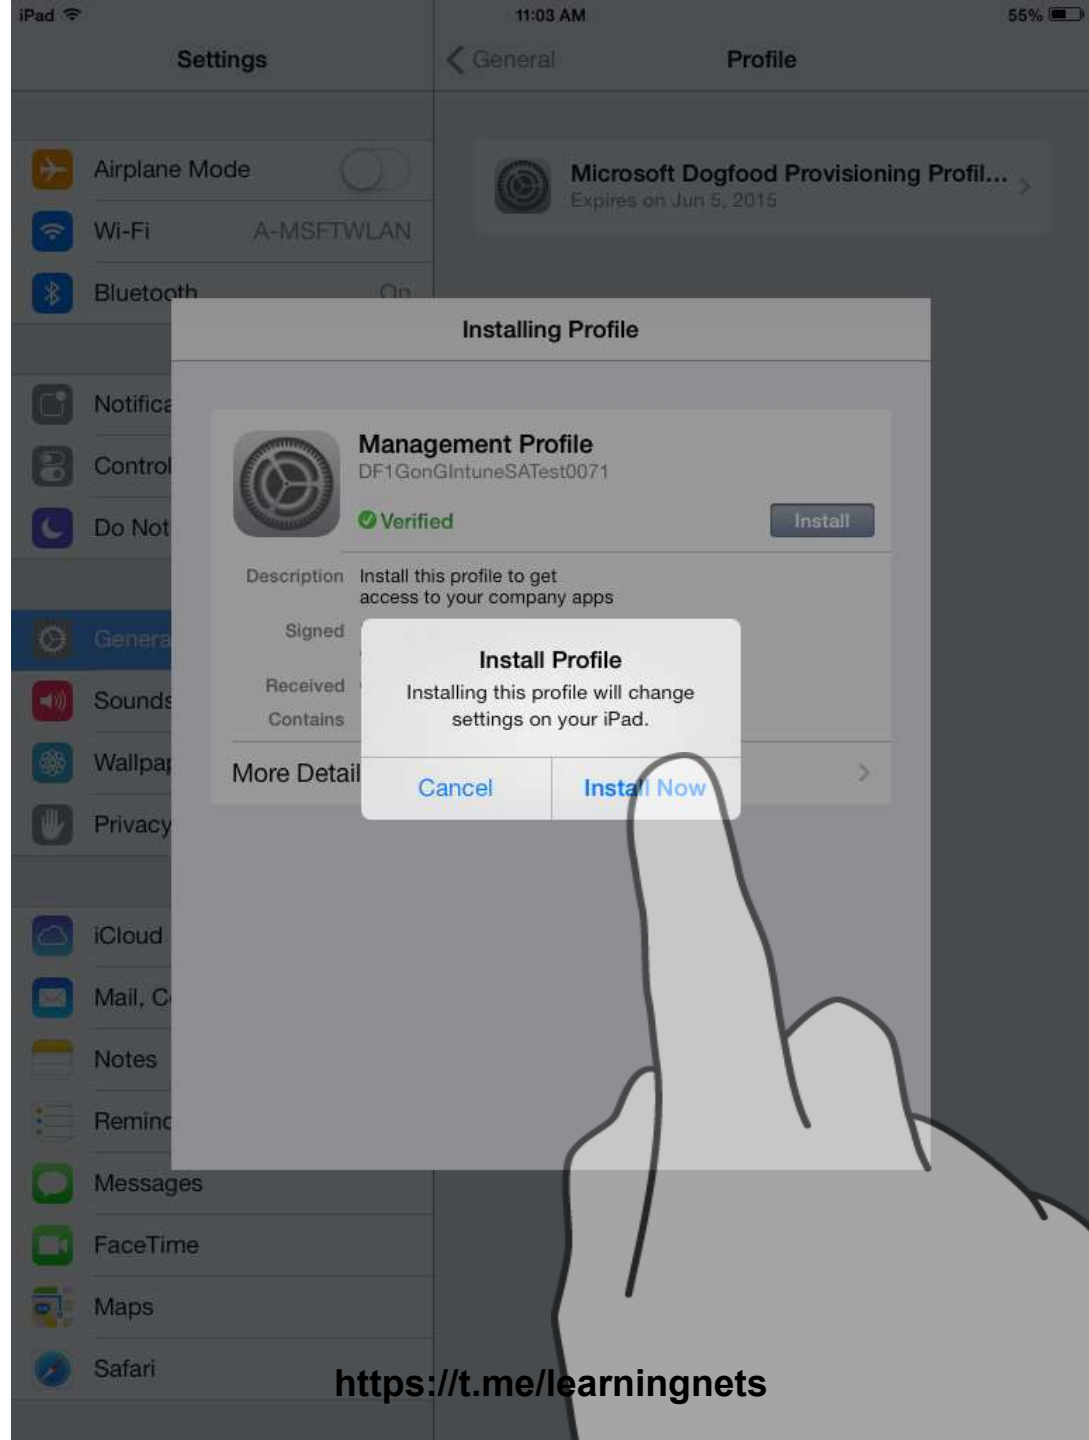 iPad 11:03 AM 55%
Settings
General Profile
Airplane Mode
Wi-Fi A-MSFTWLAN
Bluetooth On
Microsoft Dogfood Provisioning Profil...
Expires on Jun 5, 2015
Installing Profile
Notifica
Control
Do Not
Genera
Sounds
Wallpap
Privacy
iCloud
Mail, C
Notes
Reminc
Messages
FaceTime
Maps
Safari
Management Profile
DF1GonGIntuneSATest0071
Verified Install
Description Install this profile to get
access to your company apps
Signed
Received
Contains
More Detail
Install Profile
Installing this profile will change
settings on your iPad.
Cancel Install Now
https://t.me/learningnets